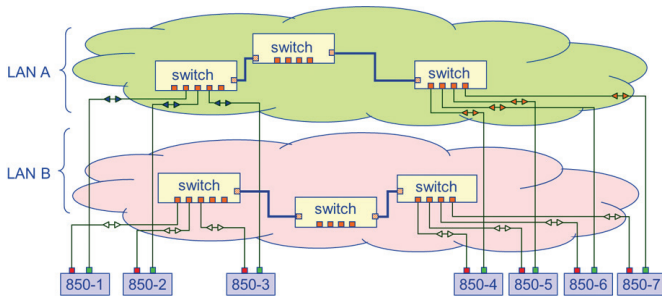 switch
LAN A
switch
switch
LAN B
switch
switch
switch
850-1
850-2
850-3
850-4
850-5
850-6
850-7